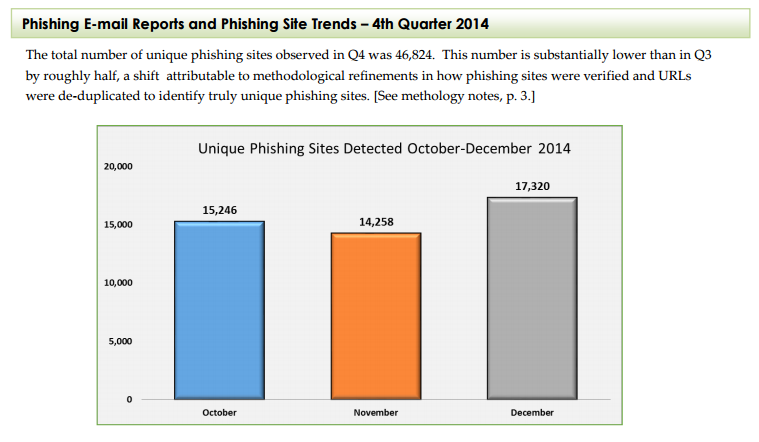 Phishing E-mail Reports and Phishing Site Trends – 4th Quarter 2014
The total number of unique phishing sites observed in Q4 was 46,824.  This number is substantially lower than in Q3
by roughly half, a shift  attributable to methodological refinements in how phishing sites were verified and URLs
were de-duplicated to identify truly unique phishing sites. [See methology notes, p. 3.]
Unique Phishing Sites Detected October-December 2014
20,000
17,320
15,246
14,258
15,000
10,000
5,000
0
October November December